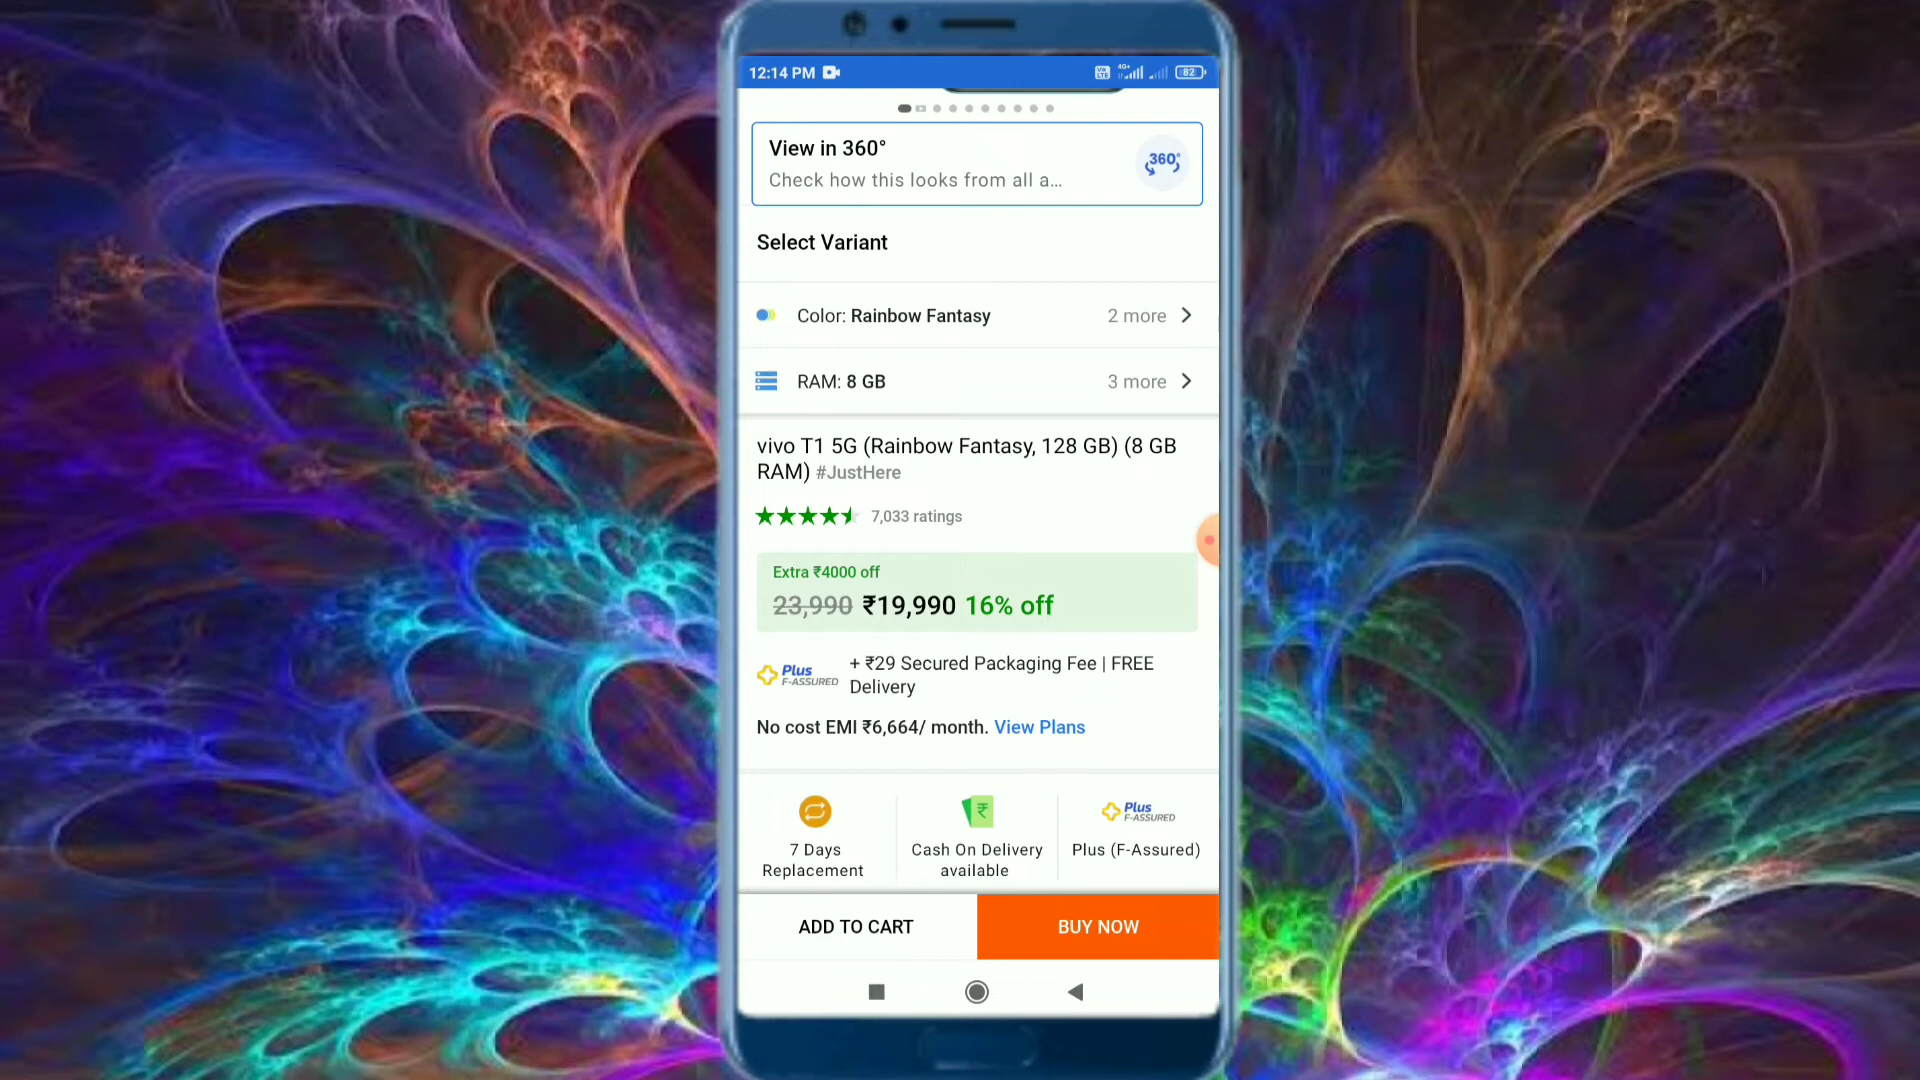 12:14 PM
Vo LTE 4G+ 82
View in 360°
Check how this looks from all a...
360°
Select Variant
Color: Rainbow Fantasy 2 more
RAM: 8 GB 3 more
vivo T1 5G (Rainbow Fantasy, 128 GB) (8 GB
RAM) #JustHere
7,033 ratings
Extra ₹4000 off
23,990 ₹19,990 16% off
Plus
F-ASSURED
+ ₹29 Secured Packaging Fee | FREE
Delivery
No cost EMI ₹6,664/ month. View Plans
7 Days
Replacement
₹
Cash On Delivery
available
Plus
F-ASSURED
Plus (F-Assured)
ADD TO CART
BUY NOW